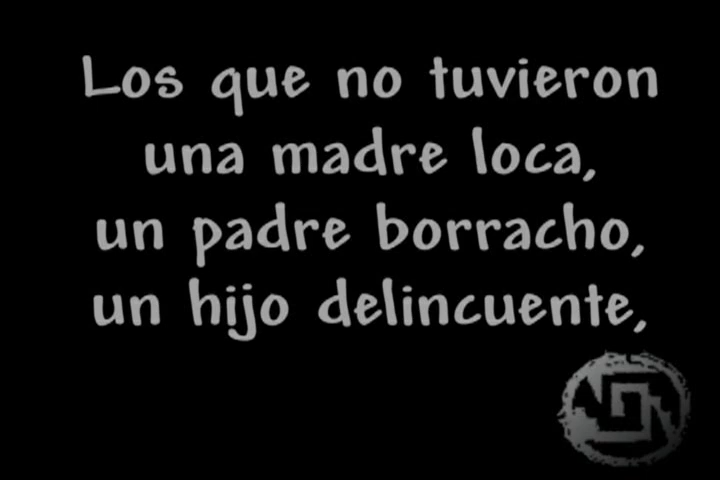 Los que no tuvieron
una madre loca,
un padre borracho,
un hijo delincuente,